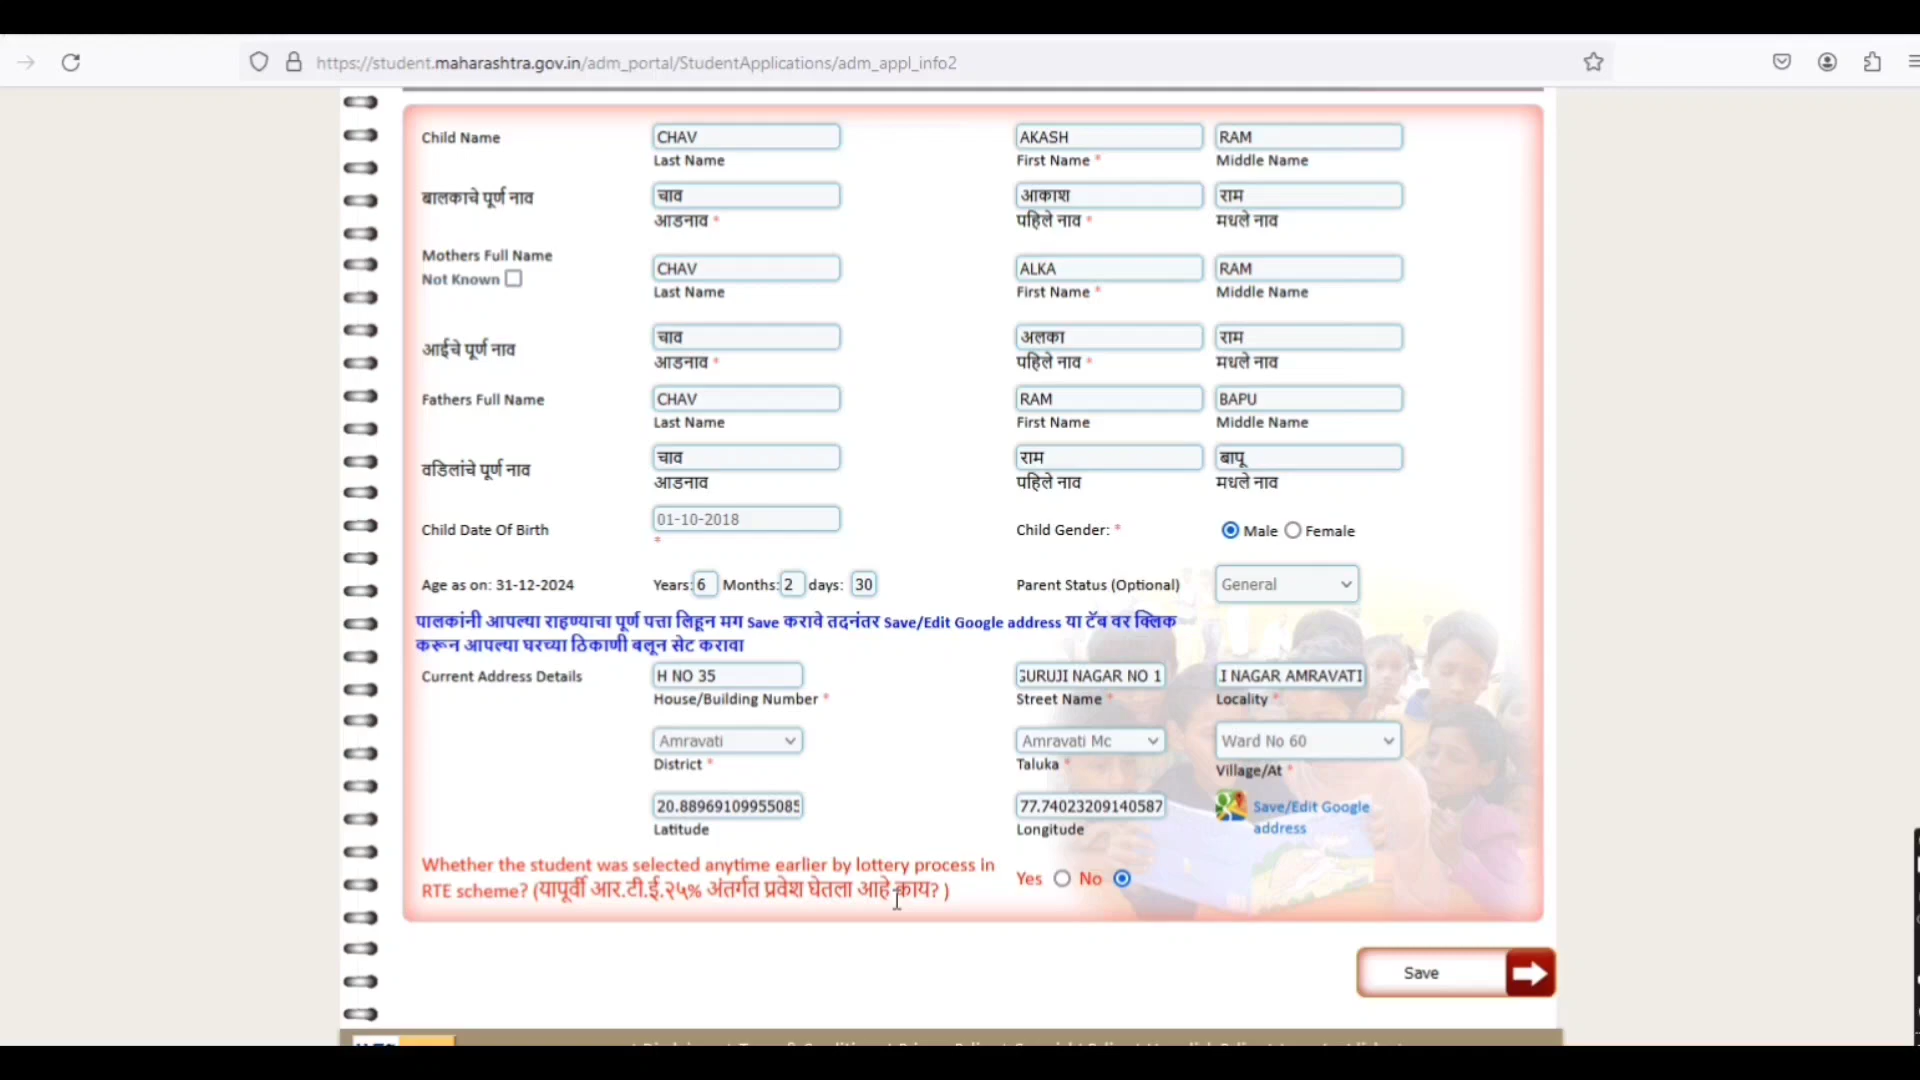 https://student.maharashtra.gov.in/adm_portal/StudentApplications/adm_appl_info2
Child Name CHAV AKASH RAM
Last Name First Name * Middle Name
बालकाचे पूर्ण नाव चाव आकाश राम
आडनाव * पहिले नाव * मधले नाव
Mothers Full Name
Not Known CHAV ALKA RAM
Last Name First Name * Middle Name
आईचे पूर्ण नाव चाव अलका राम
आडनाव * पहिले नाव * मधले नाव
Fathers Full Name CHAV RAM BAPU
Last Name First Name Middle Name
वडिलांचे पूर्ण नाव चाव राम बापू
आडनाव पहिले नाव मधले नाव
Child Date Of Birth 01-10-2018 Child Gender: * Male Female
*
Age as on: 31-12-2024 Years: 6 Months: 2 days: 30 Parent Status (Optional) General
पालकांनी आपल्या राहण्याचा पूर्ण पत्ता लिहून मग Save करावे तदनंतर Save/Edit Google address या टॅब वर क्लिक
करून आपल्या घरच्या ठिकाणी बलून सेट करावा
Current Address Details H NO 35 GURUJI NAGAR NO 1 I NAGAR AMRAVATI
House/Building Number * Street Name * Locality *
Amravati Amravati Mc Ward No 60
District * Taluka * Village/At *
20.88969109955085 77.74023209140587 Save/Edit Google
Latitude Longitude address
Whether the student was selected anytime earlier by lottery process in
RTE scheme? (यापूर्वी आर.टी.ई.२५% अंतर्गत प्रवेश घेतला आहे काय? ) Yes No
Save